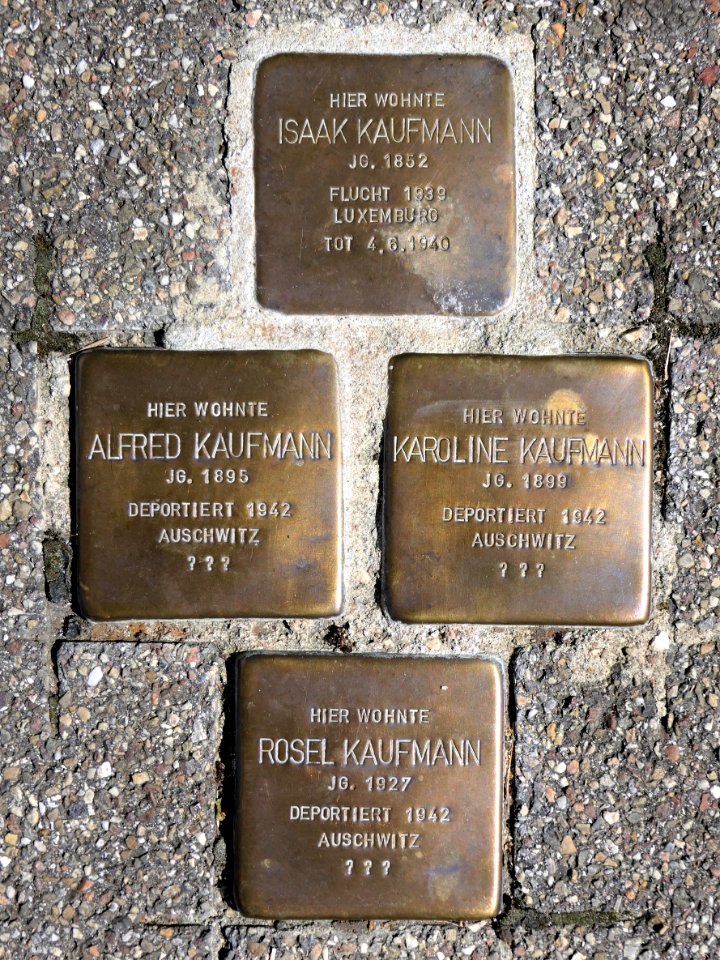 HIER WOHNTE
ISAAK KAUFMANN
JG. 1852
FLUCHT 1939
LUXEMBURG
TOT 4.6.1940
HIER WOHNTE
ALFRED KAUFMANN
JG. 1895
DEPORTIERT 1942
AUSCHWITZ
???
HIER WOHNTE
KAROLINE KAUFMANN
JG. 1899
DEPORTIERT 1942
AUSCHWITZ
???
HIER WOHNTE
ROSEL KAUFMANN
JG. 1927
DEPORTIERT 1942
AUSCHWITZ
???